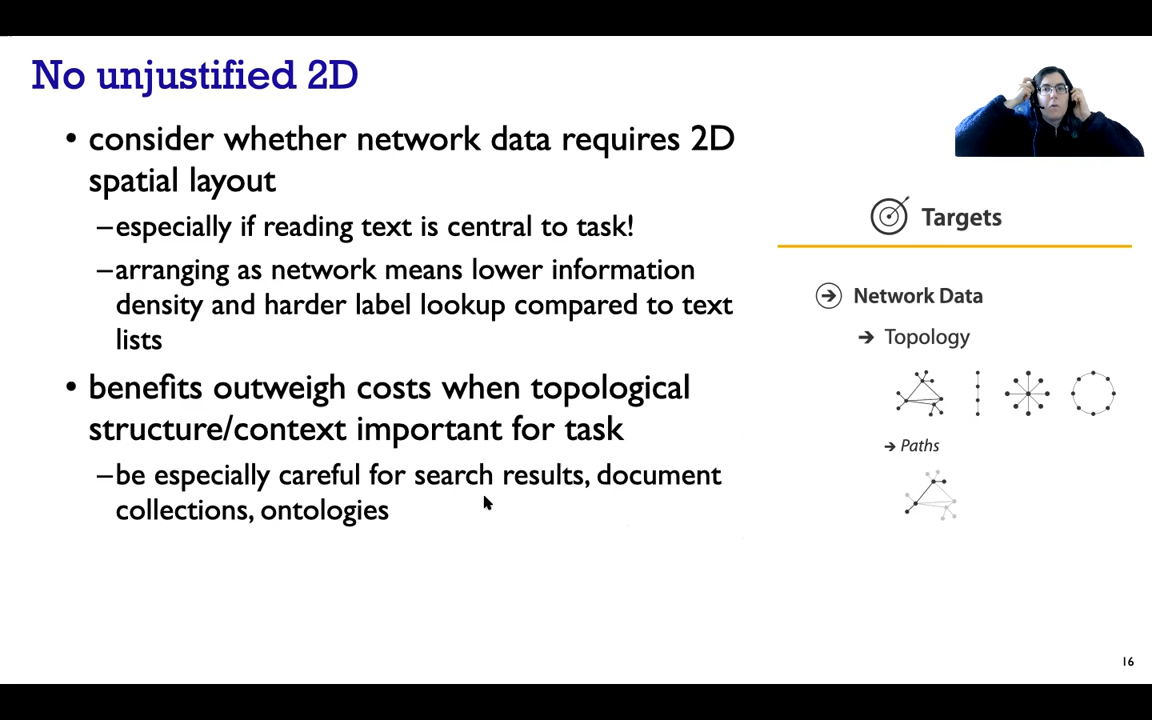 No unjustified 2D
• consider whether network data requires 2D
spatial layout
–especially if reading text is central to task!
–arranging as network means lower information
density and harder label lookup compared to text
lists
• benefits outweigh costs when topological
structure/context important for task
–be especially careful for search results, document
collections, ontologies
Targets
Network Data
Topology
Paths
16